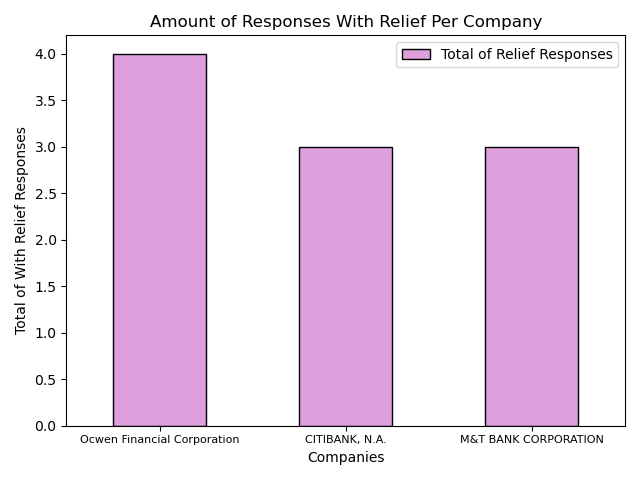 Amount of Responses With Relief Per Company
Total of Relief Responses
Total of With Relief Responses
4.0
3.5
3.0
2.5
2.0
1.5
1.0
0.5
0.0
Ocwen Financial Corporation
CITIBANK, N.A.
M&T BANK CORPORATION
Companies